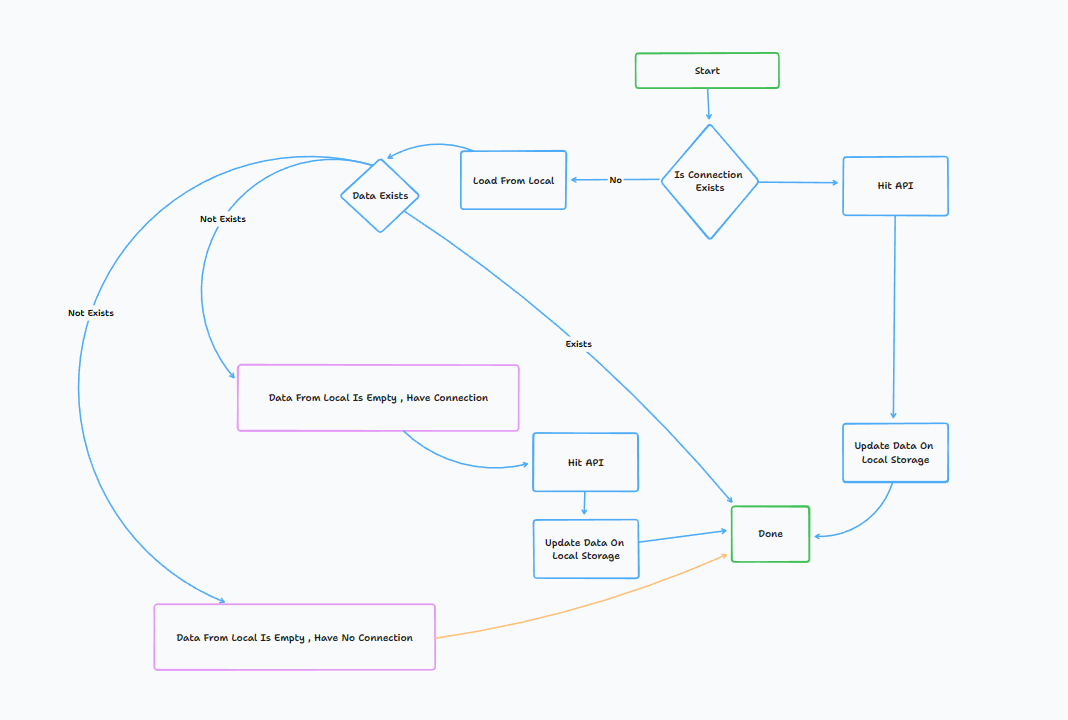 Start
Is Connection
Exists
No
Load From Local
Hit API
Data Exists
Not Exists
Not Exists
Exists
Data From Local Is Empty , Have Connection
Hit API
Update Data On
Local Storage
Update Data On
Local Storage
Done
Data From Local Is Empty , Have No Connection